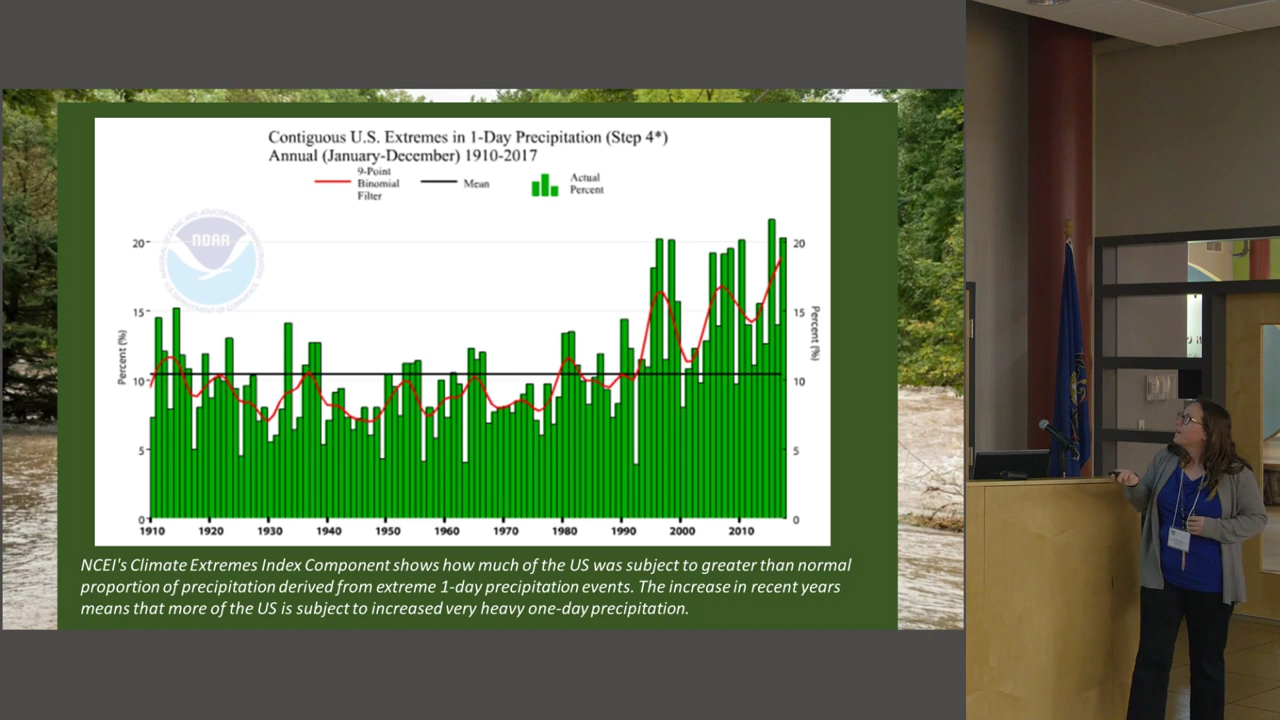 Contiguous U.S. Extremes in 1-Day Precipitation (Step 4*)
Annual (January-December) 1910-2017
9-Point
Binomial
Filter
Mean
Actual
Percent
NOAA
20
20
15
15
10
10
5
5
0
0
Percent (%)
Percent (%)
1910 1920 1930 1940 1950 1960 1970 1980 1990 2000 2010
NCEI's Climate Extremes Index Component shows how much of the US was subject to greater than normal
proportion of precipitation derived from extreme 1-day precipitation events. The increase in recent years
means that more of the US is subject to increased very heavy one-day precipitation.